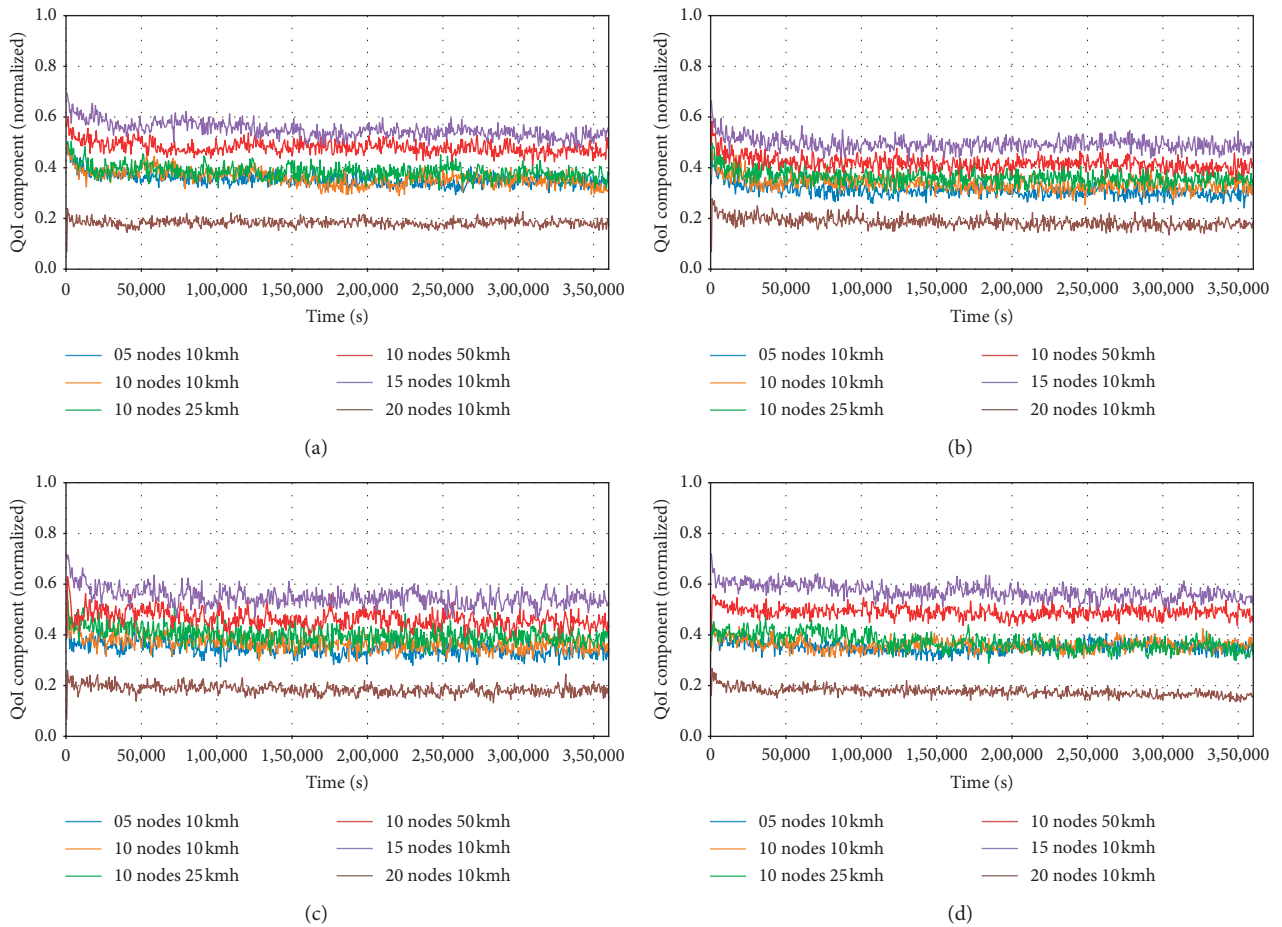 1.0
0.8
0.6
0.4
0.2
0.0
QoI component (normalized)
0 50,000 1,00,000 1,50,000 2,00,000 2,50,000 3,00,000 3,50,000
Time (s)
05 nodes 10 kmh
10 nodes 10 kmh
10 nodes 25 kmh
10 nodes 50 kmh
15 nodes 10 kmh
20 nodes 10 kmh
(a)
1.0
0.8
0.6
0.4
0.2
0.0
QoI component (normalized)
0 50,000 1,00,000 1,50,000 2,00,000 2,50,000 3,00,000 3,50,000
Time (s)
05 nodes 10 kmh
10 nodes 10 kmh
10 nodes 25 kmh
10 nodes 50 kmh
15 nodes 10 kmh
20 nodes 10 kmh
(b)
1.0
0.8
0.6
0.4
0.2
0.0
QoI component (normalized)
0 50,000 1,00,000 1,50,000 2,00,000 2,50,000 3,00,000 3,50,000
Time (s)
05 nodes 10 kmh
10 nodes 10 kmh
10 nodes 25 kmh
10 nodes 50 kmh
15 nodes 10 kmh
20 nodes 10 kmh
(c)
1.0
0.8
0.6
0.4
0.2
0.0
QoI component (normalized)
0 50,000 1,00,000 1,50,000 2,00,000 2,50,000 3,00,000 3,50,000
Time (s)
05 nodes 10 kmh
10 nodes 10 kmh
10 nodes 25 kmh
10 nodes 50 kmh
15 nodes 10 kmh
20 nodes 10 kmh
(d)